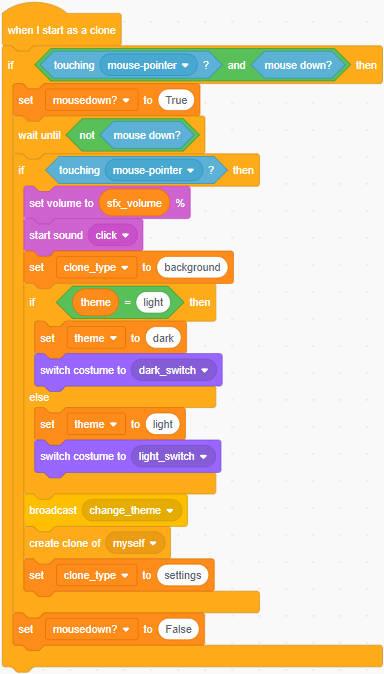 when I start as a clone
if touching mouse-pointer ? and mouse down? then
set mousedown? to True
wait until not mouse down?
if touching mouse-pointer ? then
set volume to sfx_volume %
start sound click
set clone_type to background
if theme = light then
set theme to dark
switch costume to dark_switch
else
set theme to light
switch costume to light_switch
broadcast change_theme
create clone of myself
set clone_type to settings
set mousedown? to False